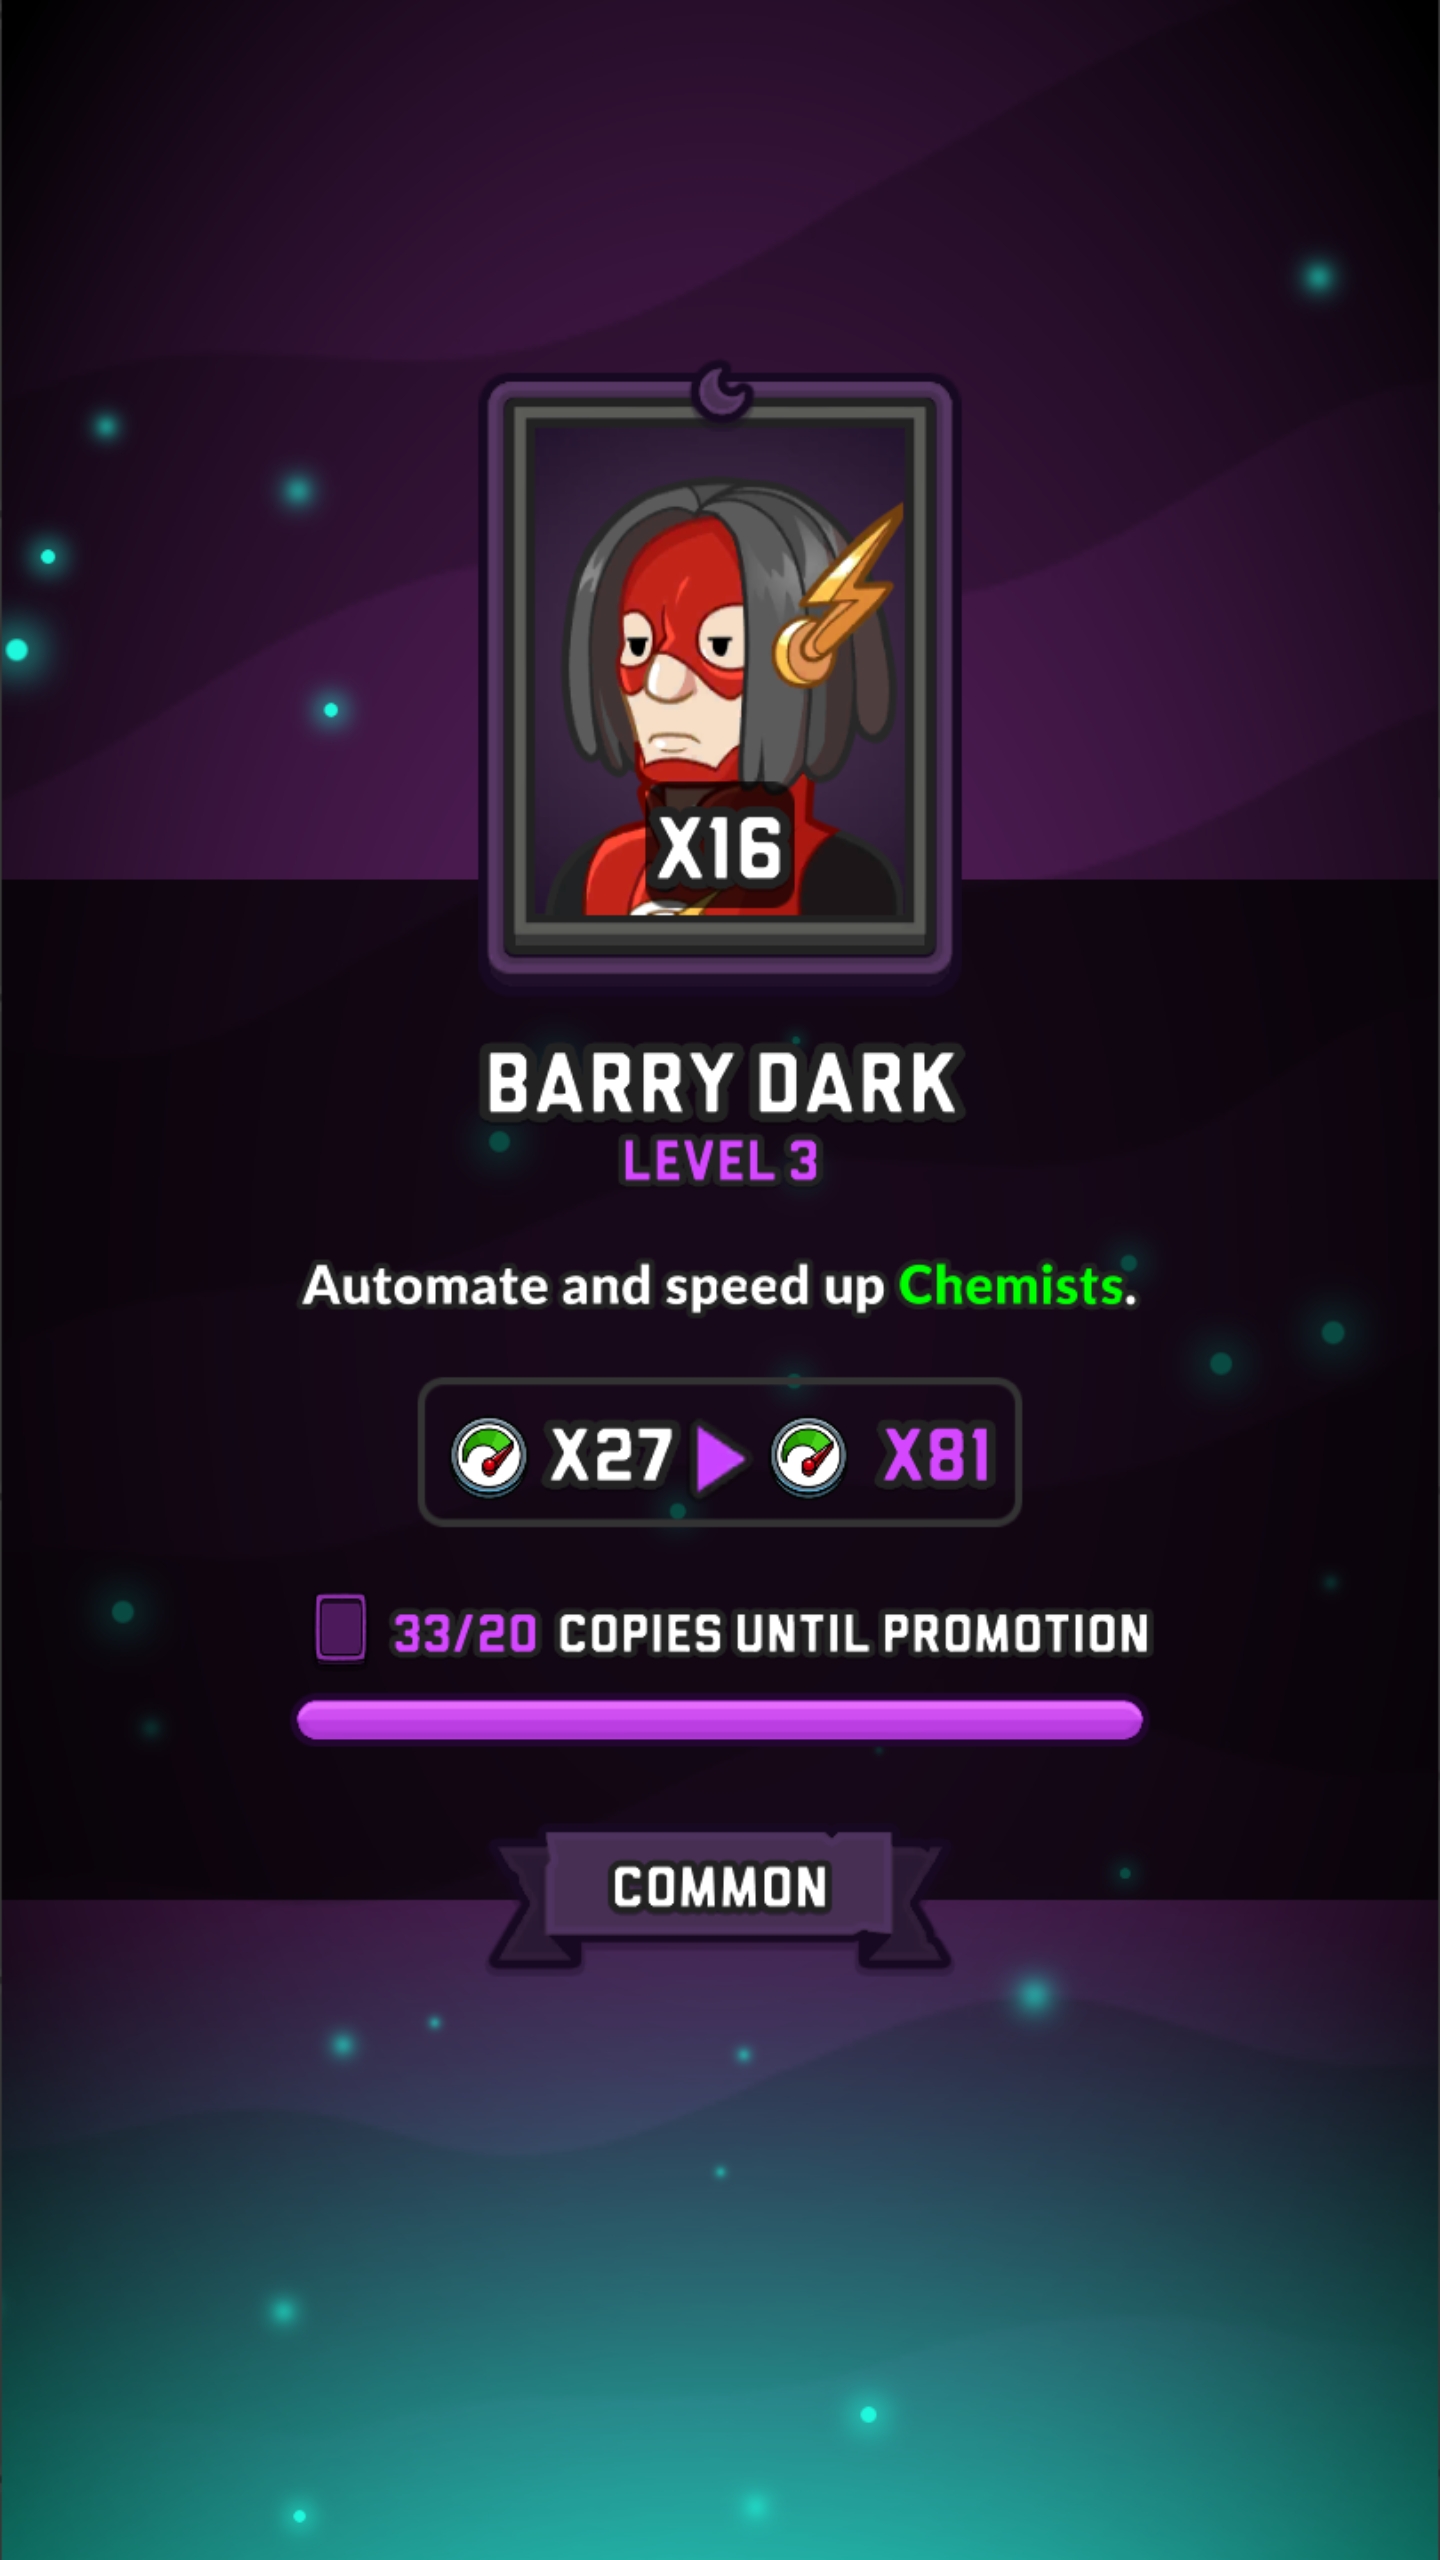 X16
BARRY DARK
LEVEL 3
Automate and speed up Chemists.
X27 X81
33/20 COPIES UNTIL PROMOTION
COMMON